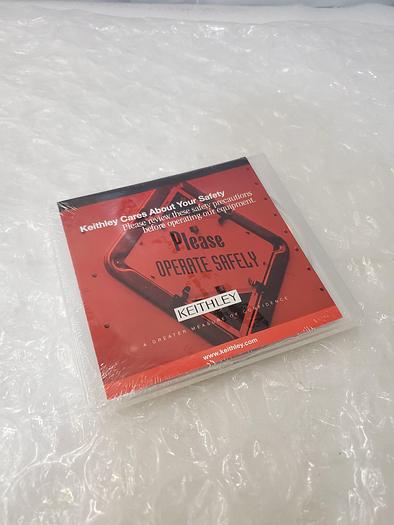 Keithley Cares About Your Safety
Please review these safety precautions
before operating our equipment.
Please
OPERATE SAFELY
KEITHLEY
A GREATER MEASURE OF CONFIDENCE
www.keithley.com